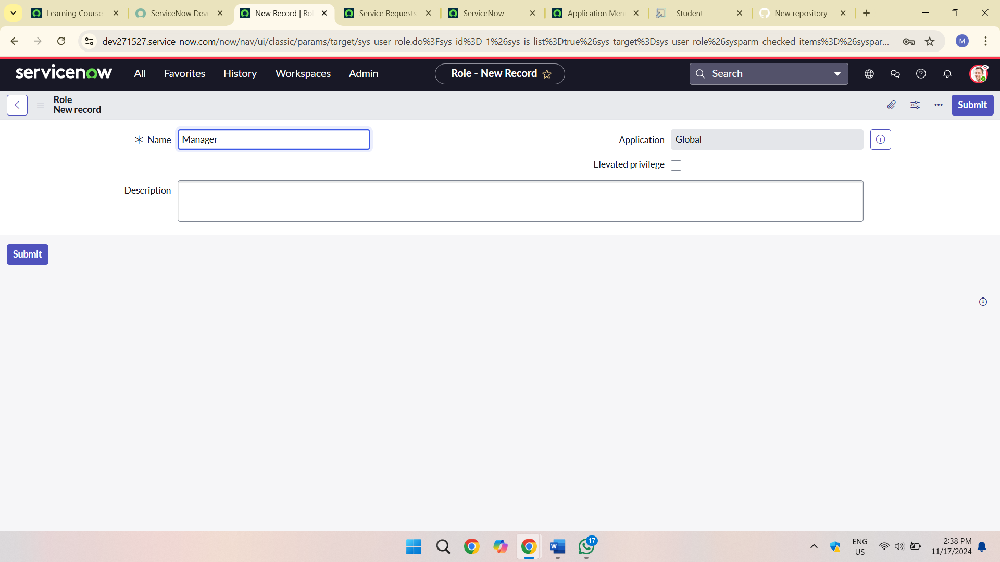 Learning Course
ServiceNow Deve
New Record | Ro
Service Requests
ServiceNow
Application Men
- Student
New repository
dev271527.service-now.com/now/nav/ui/classic/params/target/sys_user_role.do%3Fsys_id%3D-1%26sys_is_list%3Dtrue%26sys_target%3Dsys_user_role%26sysparm_checked_items%3D%26syspar...
M
servicenow
All
Favorites
History
Workspaces
Admin
Role - New Record
Search
Role
New record
Submit
Name
Manager
Application
Global
Elevated privilege
Description
Submit
17
ENG
US
2:38 PM
11/17/2024